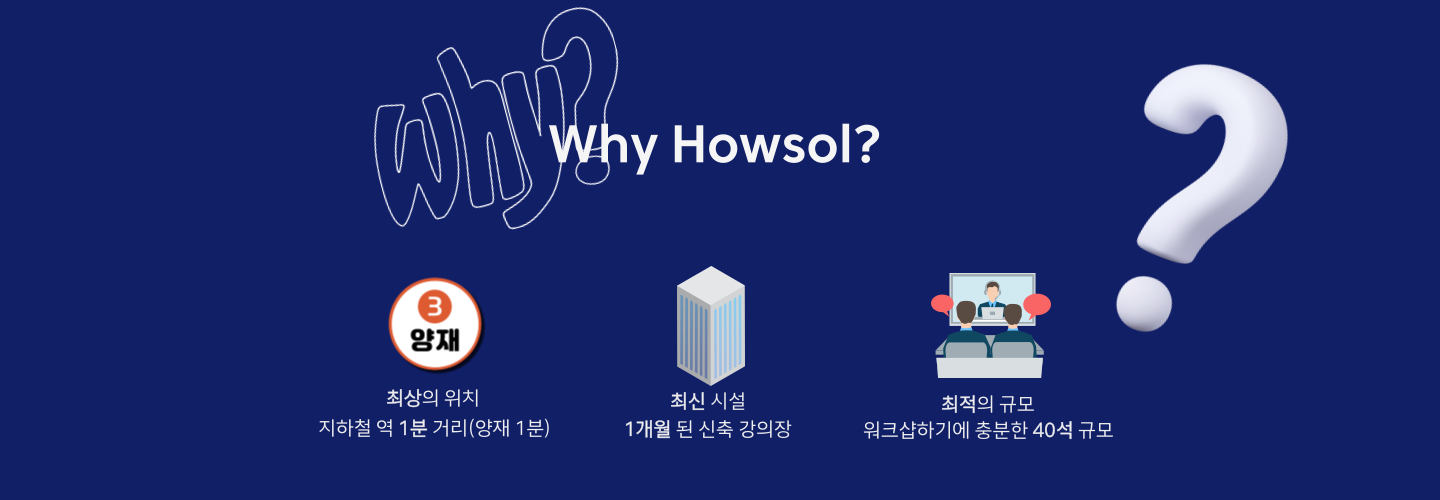 why?
Why Howsol?
3
양재
최상의 위치
지하철 역 1분 거리(양재 1분)
최신 시설
1개월 된 신축 강의장
최적의 규모
워크샵하기에 충분한 40석 규모
?